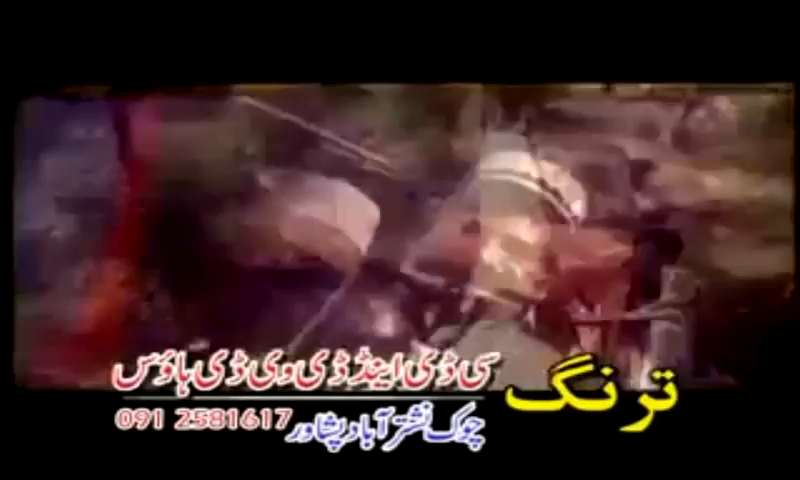 ترنگ
سی ڈی اینڈ ڈی وی ڈی ہاؤس
چوک نشتر آباد پشاور 091 2581617